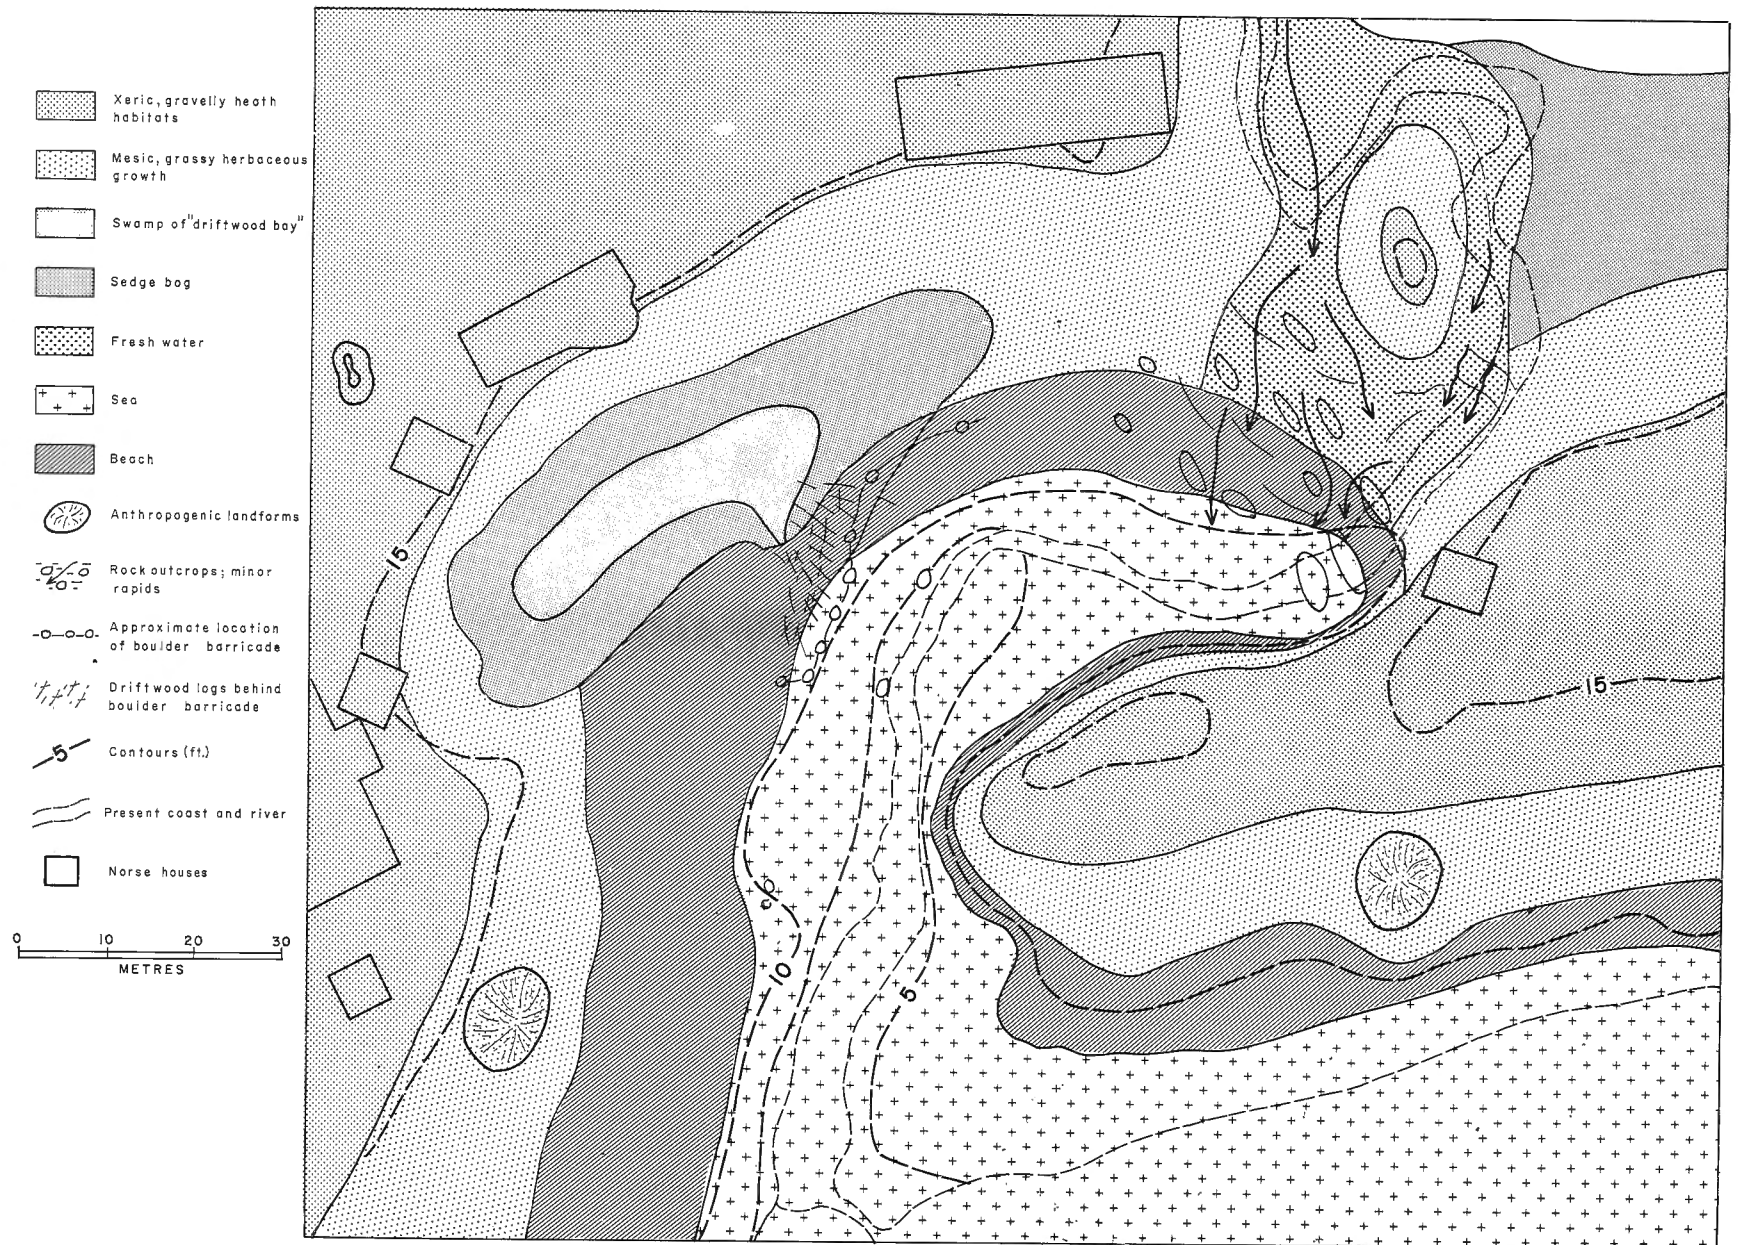 Xeric, gravelly heath
habitats
Mesic, grassy herbaceous
growth
Swamp of "driftwood bay"
Sedge bog
Fresh water
Sea
Beach
Anthropogenic landforms
Rock outcrops; minor
rapids
Approximate location
of boulder barricade
Driftwood logs behind
boulder barricade
5
Contours (ft.)
Present coast and river
Norse houses
0 10 20 30
METRES
15
15
10
5